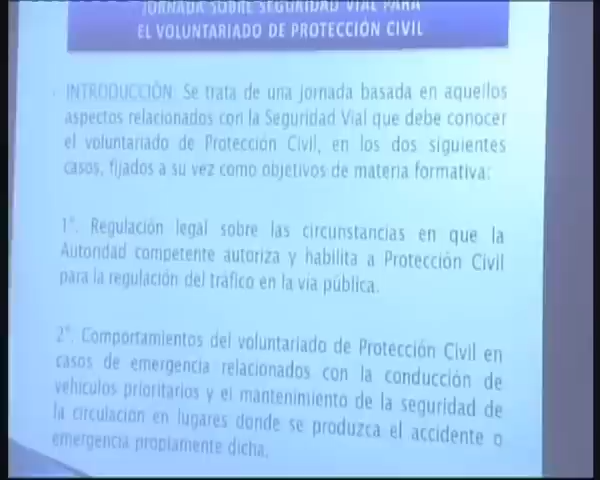 JORNADA SOBRE SEGURIDAD VIAL PARA
EL VOLUNTARIADO DE PROTECCIÓN CIVIL
INTRODUCCIÓN: Se trata de una jornada basada en aquellos
aspectos relacionados con la Seguridad Vial que debe conocer
el voluntariado de Protección Civil, en los dos siguientes
casos, fijados a su vez como objetivos de materia formativa:
1º. Regulación legal sobre las circunstancias en que la
Autoridad competente autoriza y habilita a Protección Civil
para la regulación del tráfico en la vía pública.
2º. Comportamientos del voluntariado de Protección Civil en
casos de emergencia relacionados con la conducción de
vehículos prioritarios y el mantenimiento de la seguridad de
la circulación en lugares donde se produzca el accidente o
emergencia propiamente dicha.